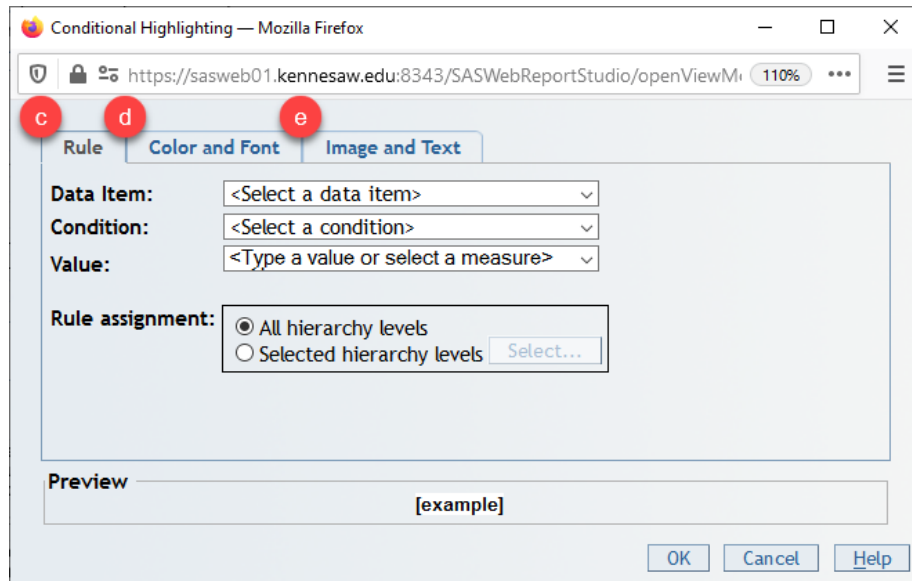 Conditional Highlighting — Mozilla Firefox
https://sasweb01.kennesaw.edu:8343/SASWebReportStudio/openViewM 110%
c d e
Rule Color and Font Image and Text
Data Item: <Select a data item>
Condition: <Select a condition>
Value: <Type a value or select a measure>
Rule assignment: All hierarchy levels
Selected hierarchy levels Select...
Preview
[example]
OK Cancel Help